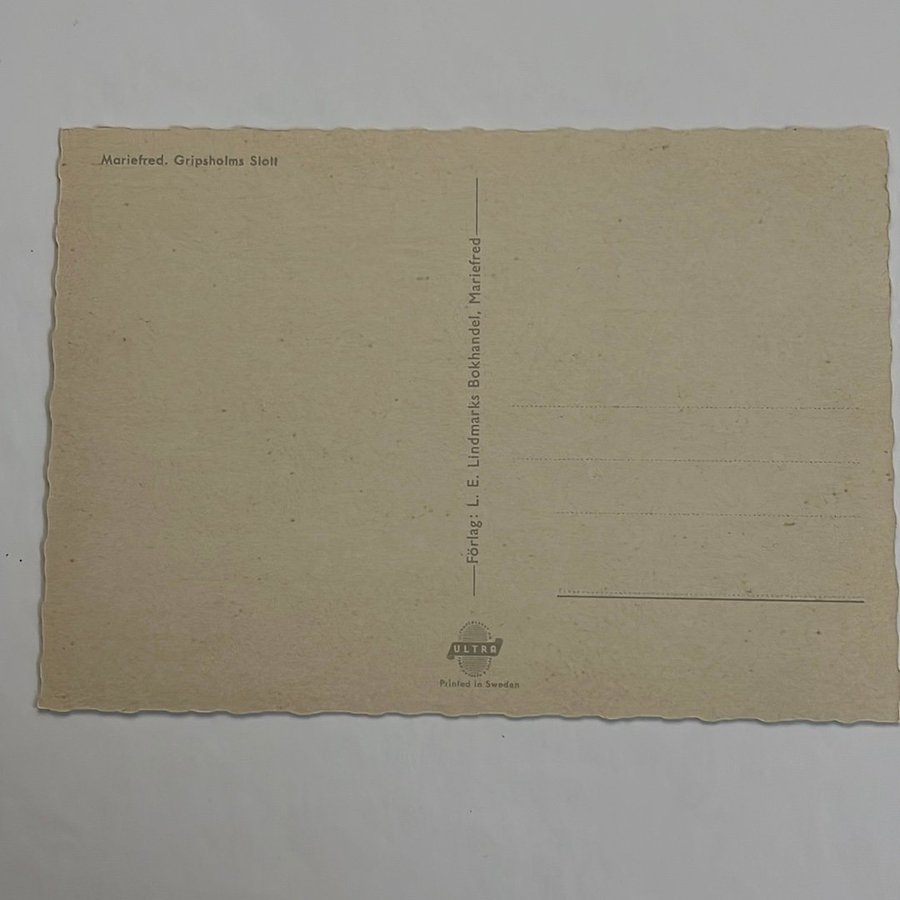 Mariefred. Gripsholms Slott
Förlag: L. E. Lindmarks Bokhandel, Mariefred
ULTRA
Printed in Sweden